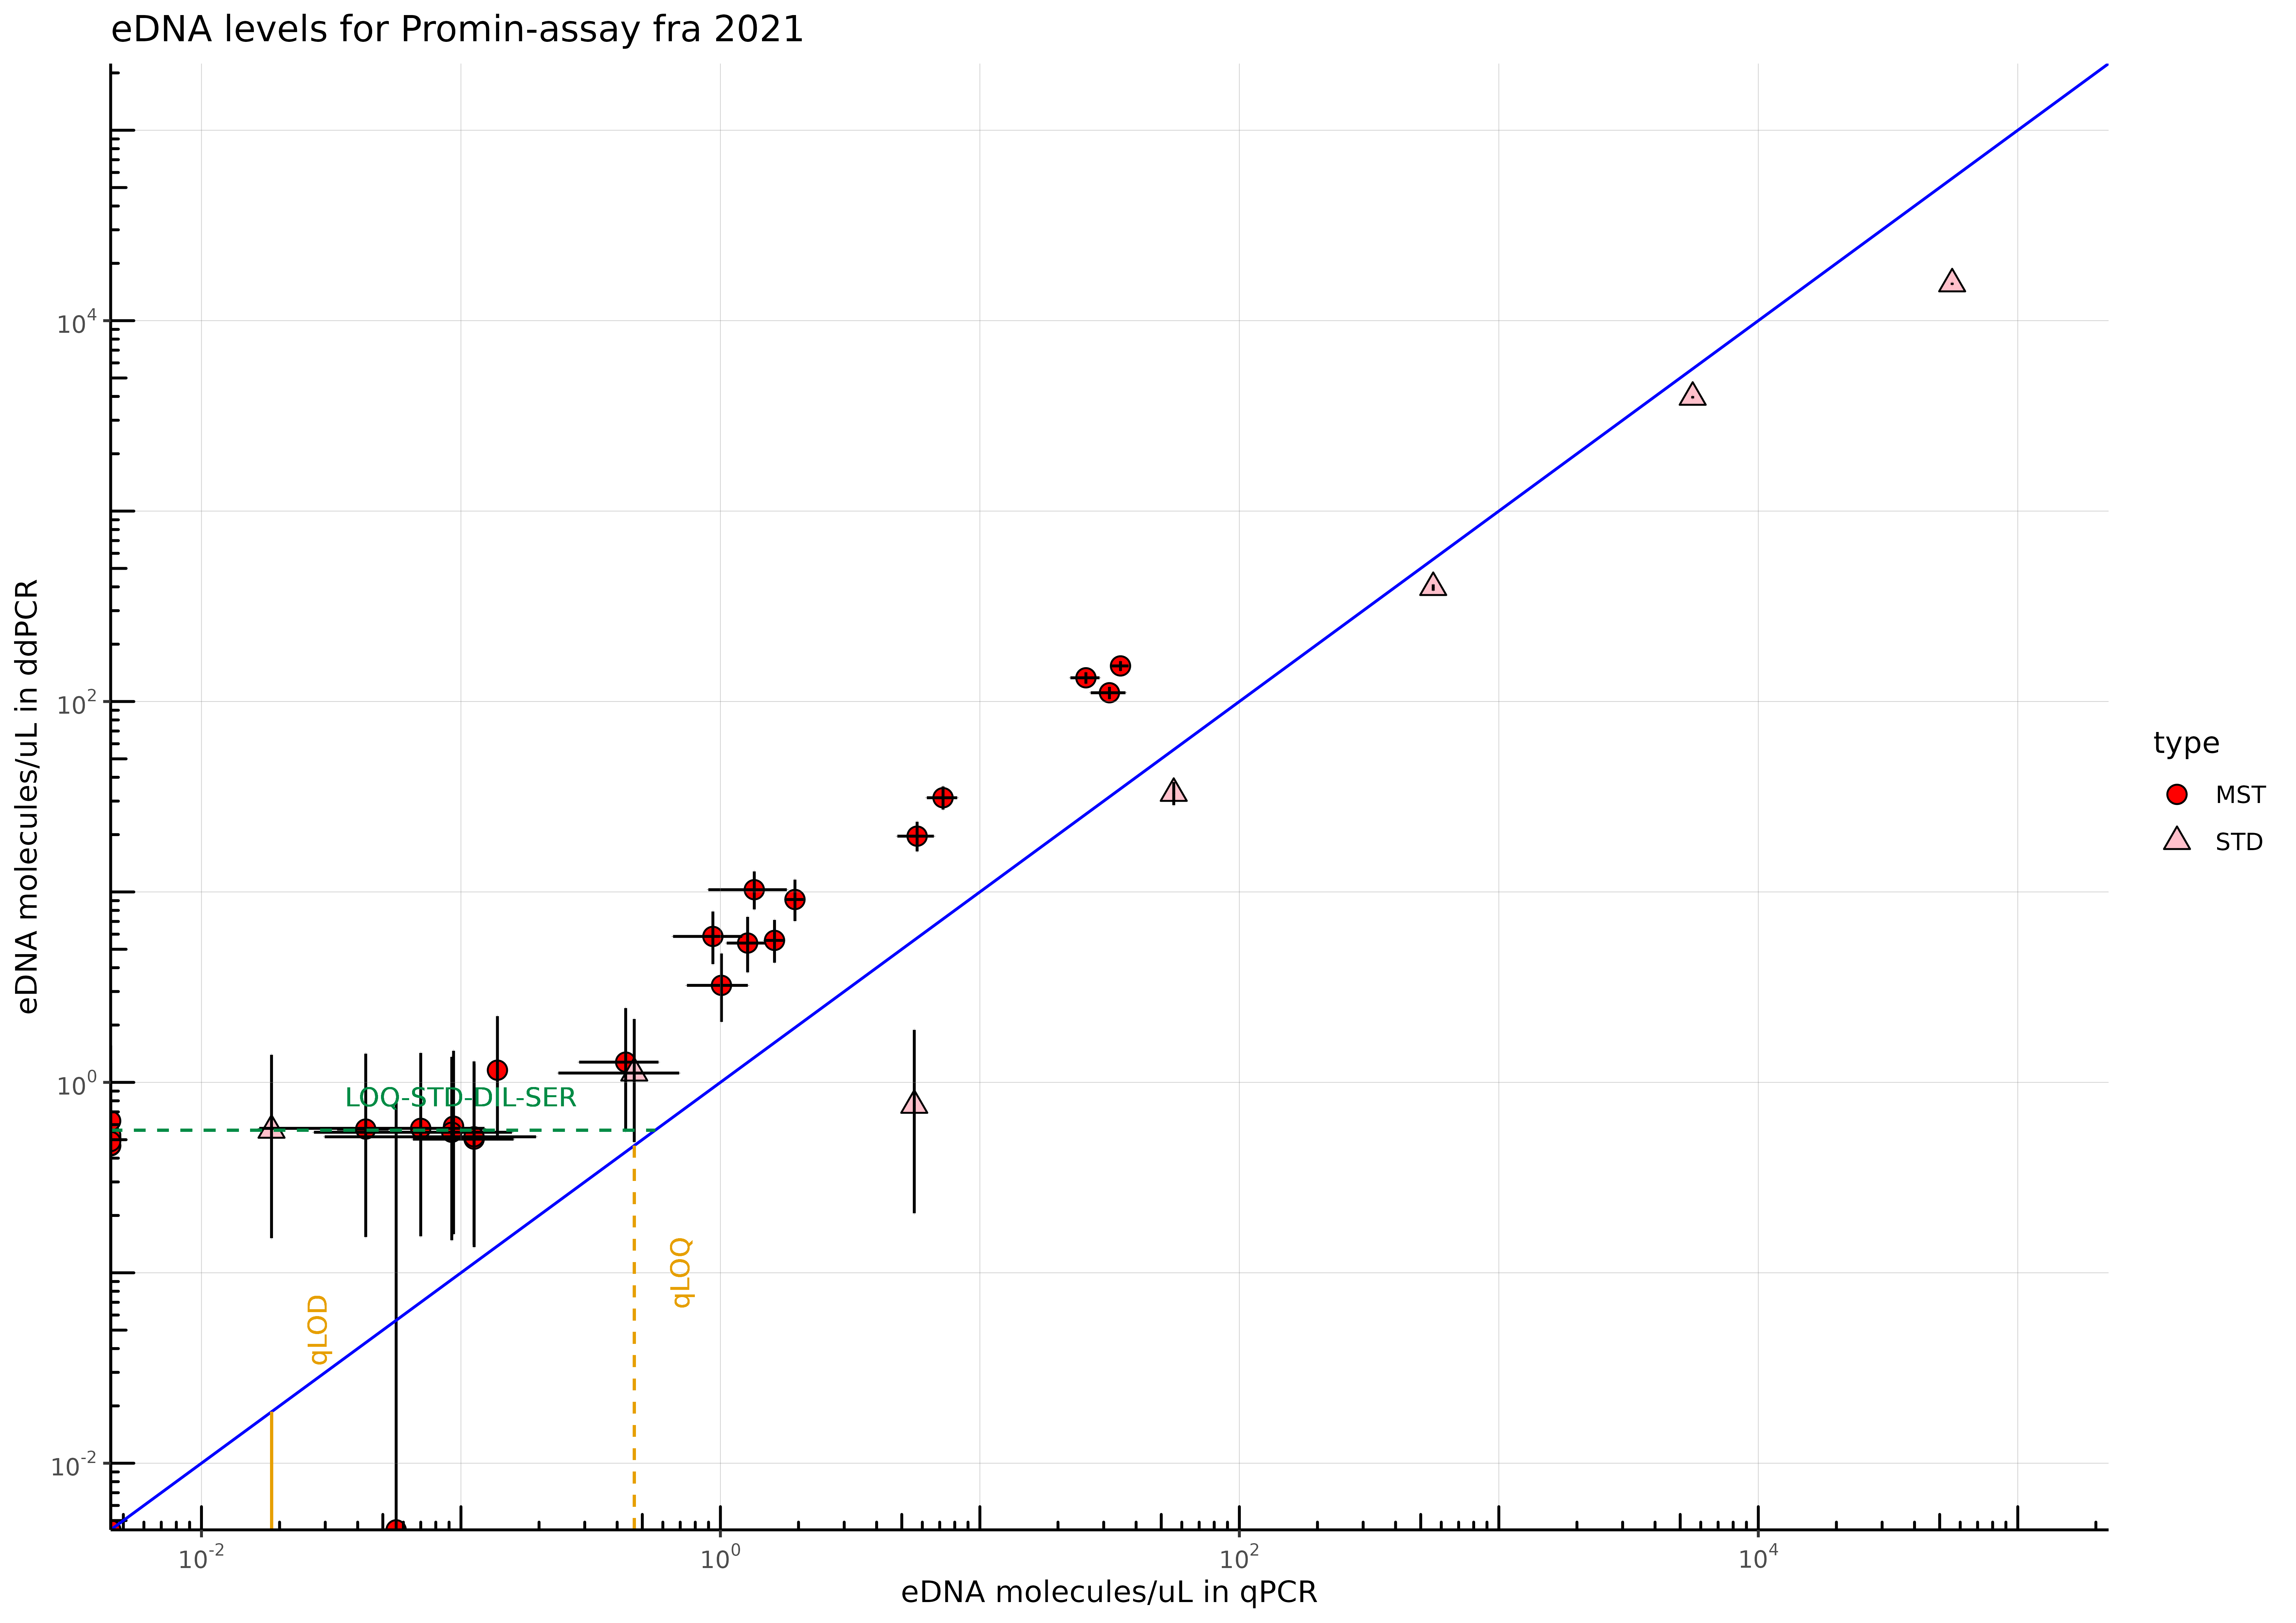 eDNA levels for Promin-assay fra 2021
eDNA molecules/uL in ddPCR
10^4
10^2
10^0
10^-2
LOQ-STD-DIL-SER
qLOD
qLOQ
10^-2
10^0
10^2
10^4
eDNA molecules/uL in qPCR
type
MST
STD